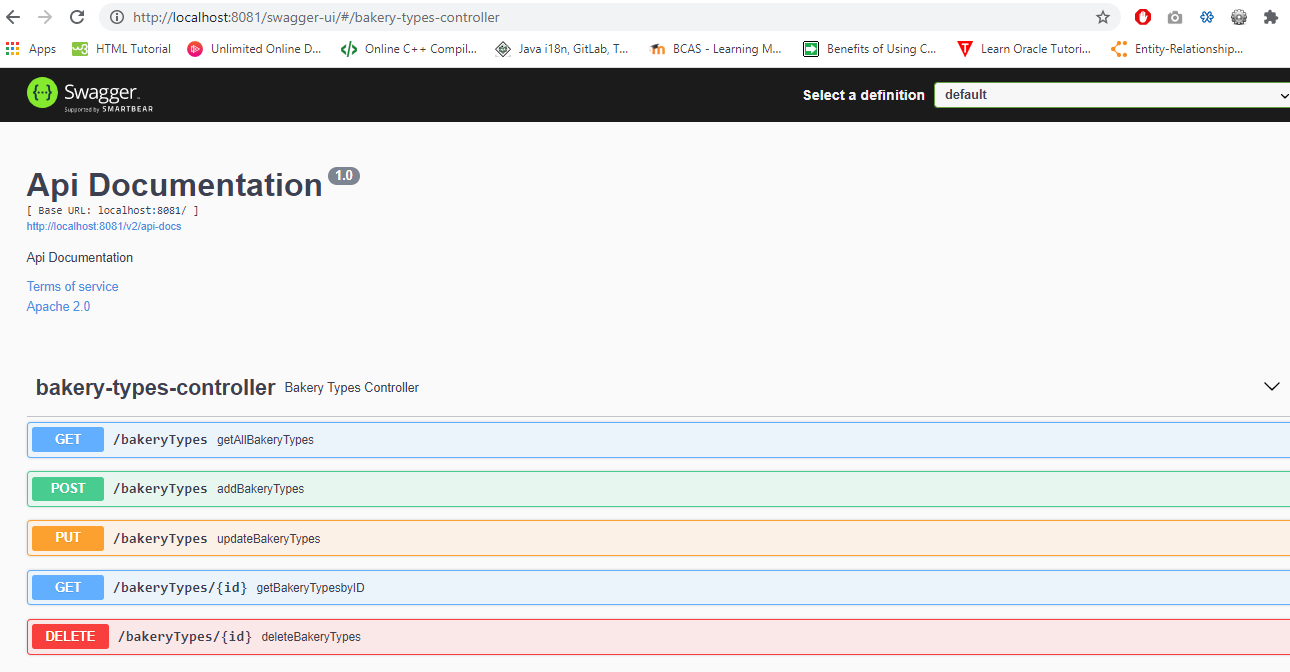 http://localhost:8081/swagger-ui/#/bakery-types-controller
Apps HTML Tutorial Unlimited Online D... Online C++ Compil... Java i18n, GitLab, T... BCAS - Learning M... Benefits of Using C... Learn Oracle Tutori... Entity-Relationship...
Swagger.
Supported by SMARTBEAR
Select a definition default
Api Documentation 1.0
[ Base URL: localhost:8081/ ]
http://localhost:8081/v2/api-docs
Api Documentation
Terms of service
Apache 2.0
bakery-types-controller Bakery Types Controller
GET /bakeryTypes getAllBakeryTypes
POST /bakeryTypes addBakeryTypes
PUT /bakeryTypes updateBakeryTypes
GET /bakeryTypes/{id} getBakeryTypesbyID
DELETE /bakeryTypes/{id} deleteBakeryTypes